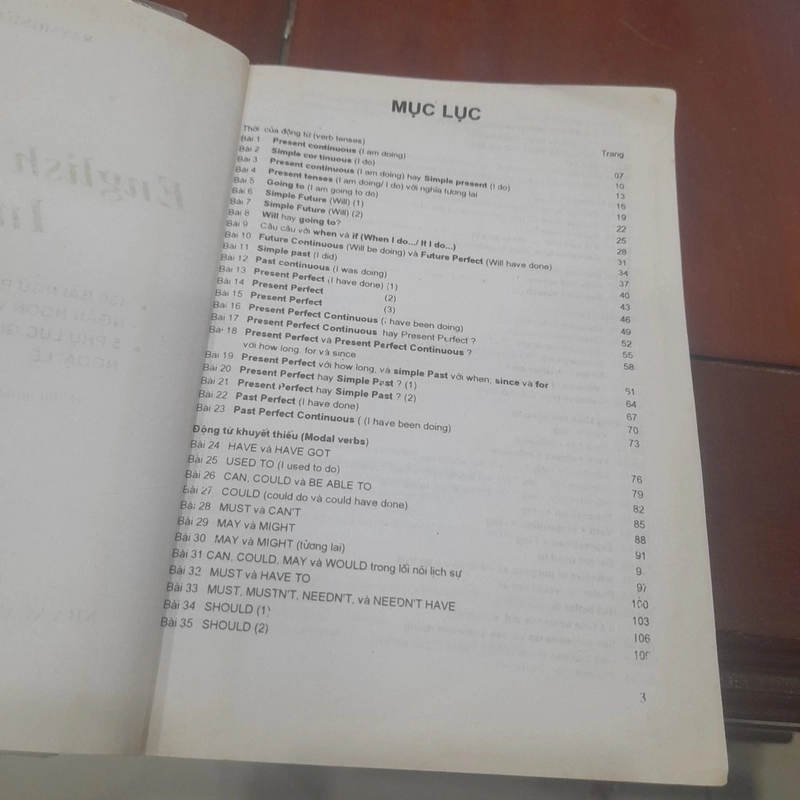 MỤC LỤC
Thời của động từ (verb tenses)
Trang
Bài 1 Present continuous (I am doing) 07
Bài 2 Simple continuous (I do) 10
Bài 3 Present continuous (I am doing) hay Simple present (I do) 13
Bài 4 Present tenses (I am doing/ I do) với nghĩa tương lai 16
Bài 5 Going to (I am going to do) 19
Bài 6 Simple Future (Will) (1) 22
Bài 7 Simple Future (Will) (2) 25
Bài 8 Will hay going to? 28
Bài 9 Câu cầu với when và if (When I do.../ If I do...) 31
Bài 10 Future Continuous (Will be doing) và Future Perfect (Will have done) 34
Bài 11 Simple past (I did) 37
Bài 12 Past continuous (I was doing) 40
Bài 13 Present Perfect (I have done) (1) 43
Bài 14 Present Perfect (2) 46
Bài 15 Present Perfect (3) 49
Bài 16 Present Perfect Continuous (I have been doing) 52
Bài 17 Present Perfect Continuous hay Present Perfect ? 55
Bài 18 Present Perfect và Present Perfect Continuous ? 58
với how long, for và since
Bài 19 Present Perfect với how long, và simple Past với when; since và for 61
Bài 20 Present Perfect hay Simple Past ? (1) 64
Bài 21 Present Perfect hay Simple Past ? (2) 67
Bài 22 Past Perfect (I have done) 70
Bài 23 Past Perfect Continuous ( (I have been doing) 73
Động từ khuyết thiếu (Modal verbs)
Bài 24 HAVE và HAVE GOT 76
Bài 25 USED TO (I used to do) 79
Bài 26 CAN, COULD và BE ABLE TO 82
Bài 27 COULD (could do và could have done) 85
Bài 28 MUST và CAN'T 88
Bài 29 MAY và MIGHT 91
Bài 30 MAY và MIGHT (tương lai) 9
Bài 31 CAN, COULD, MAY và WOULD trong lối nói lịch sự 97
Bài 32 MUST và HAVE TO 100
Bài 33 MUST, MUSTN'T, NEEDN'T, và NEEDN'T HAVE 103
Bài 34 SHOULD (1) 106
Bài 35 SHOULD (2) 109
3